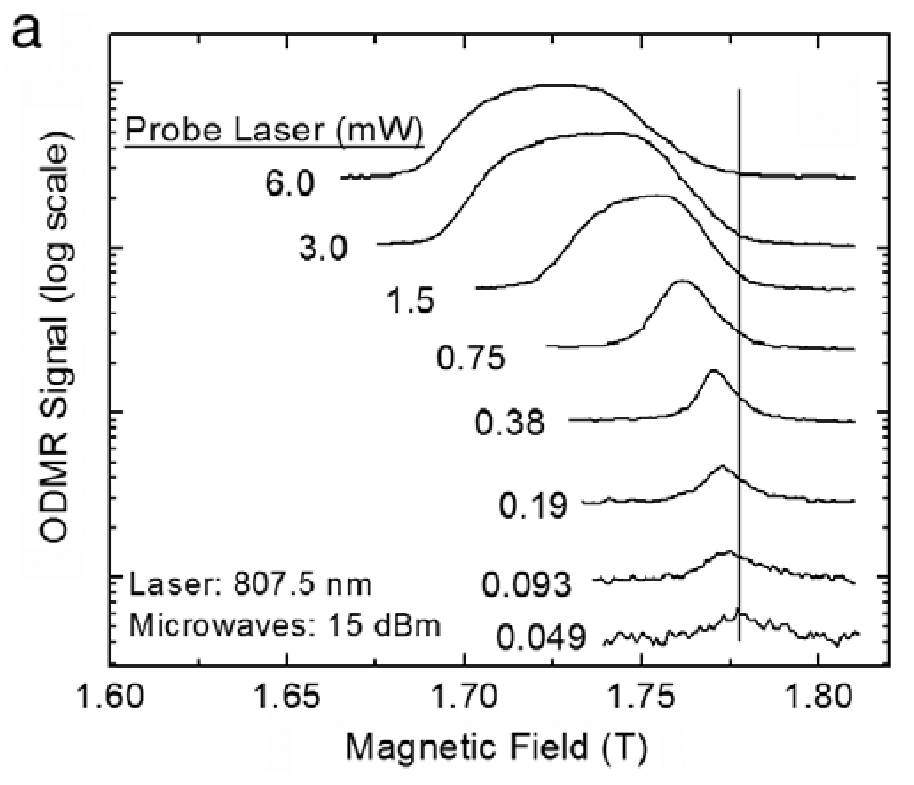 a
Probe Laser (mW)
6.0
3.0
1.5
0.75
0.38
0.19
0.093
0.049
Laser: 807.5 nm
Microwaves: 15 dBm
ODMR Signal (log scale)
1.60 1.65 1.70 1.75 1.80
Magnetic Field (T)